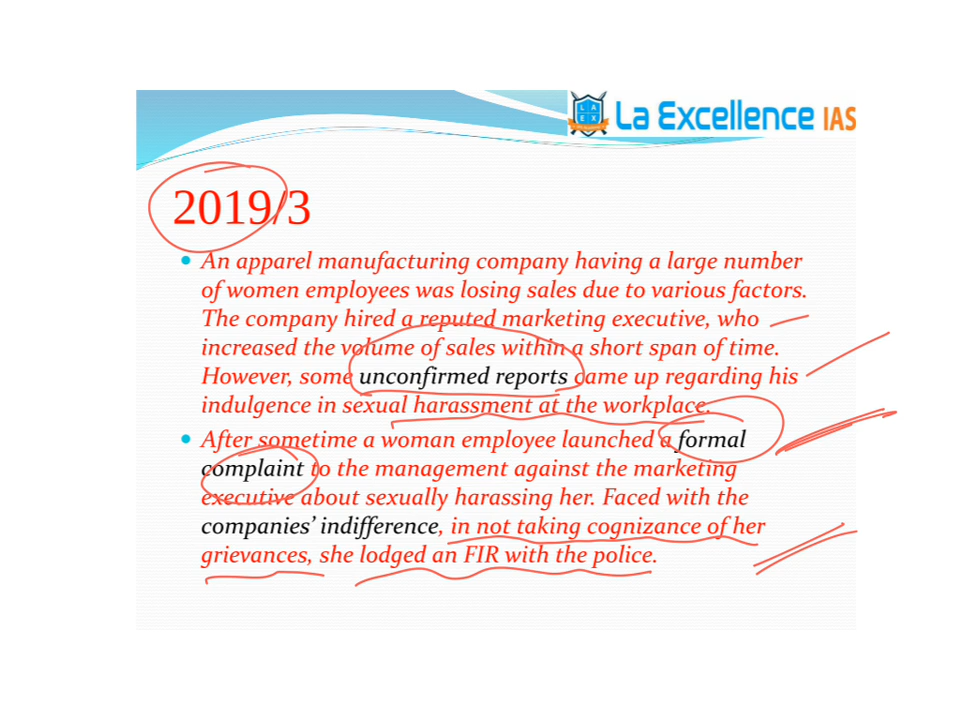 LA
EX
La Excellence IAS
2019/3
An apparel manufacturing company having a large number
of women employees was losing sales due to various factors.
The company hired a reputed marketing executive, who
increased the volume of sales within a short span of time.
However, some unconfirmed reports came up regarding his
indulgence in sexual harassment at the workplace.
After sometime a woman employee launched a formal
complaint to the management against the marketing
executive about sexually harassing her. Faced with the
companies’ indifference, in not taking cognizance of her
grievances, she lodged an FIR with the police.